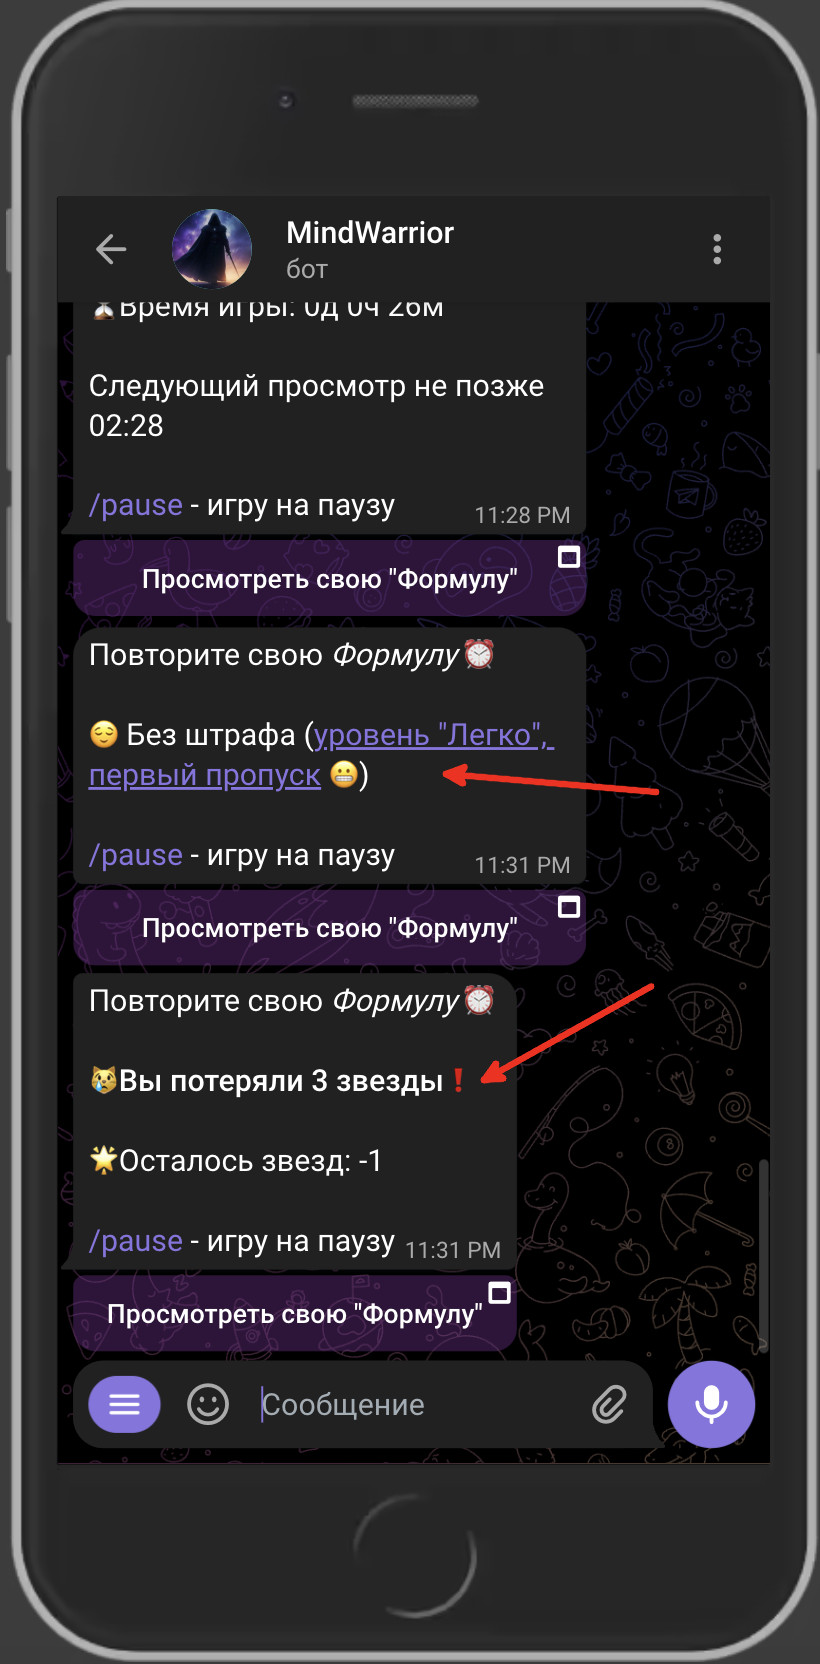 MindWarrior
бот
⏳Время игры: 0д 0ч 26м
Следующий просмотр не позже
02:28
/pause - игру на паузу 11:28 PM
Просмотреть свою "Формулу"
Повторите свою Формулу⏰
😌 Без штрафа (уровень "Легко",
первый пропуск 😬)
/pause - игру на паузу 11:31 PM
Просмотреть свою "Формулу"
Повторите свою Формулу⏰
😿Вы потеряли 3 звезды❗
🌟Осталось звезд: -1
/pause - игру на паузу 11:31 PM
Просмотреть свою "Формулу"
Сообщение